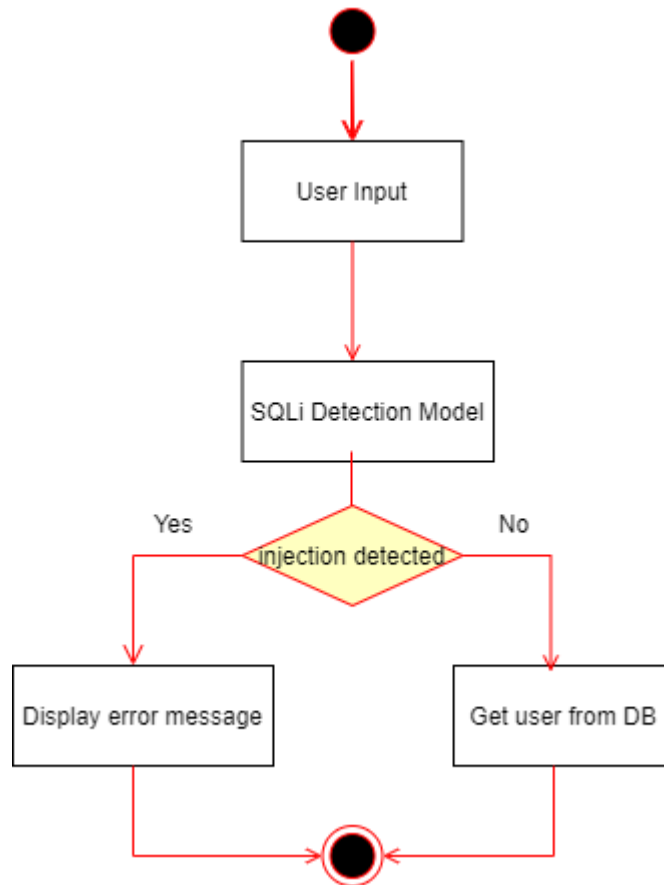 User Input
SQLi Detection Model
Yes
No
injection detected
Display error message
Get user from DB